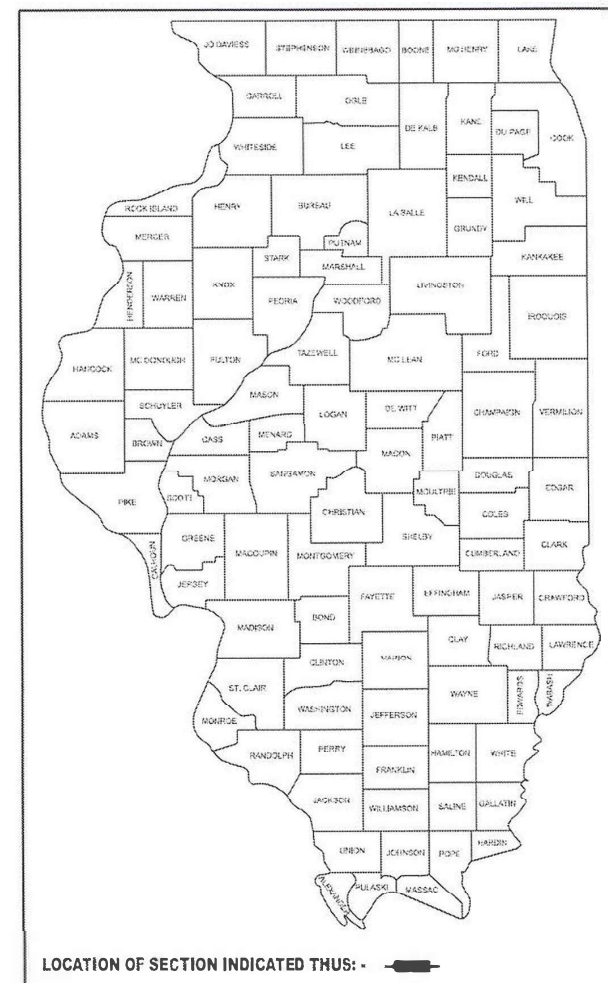 JO DAVIESS STEPHENSON WINNEBAGO BOONE MC HENRY LAKE
CARROLL OGLE DE KALB KANE DU PAGE COOK
WHITESIDE LEE
KENDALL WILL
ROCK ISLAND HENRY BUREAU LA SALLE GRUNDY
MERCER PUTNAM
STARK MARSHALL KANKAKEE
HENDERSON WARREN KNOX PEORIA WOODFORD LIVINGSTON IROQUOIS
HANCOCK MC DONOUGH FULTON TAZEWELL MC LEAN FORD
MASON
SCHUYLER LOGAN DE WITT CHAMPAIGN VERMILION
ADAMS BROWN CASS MENARD MACON PIATT
PIKE SCOTT MORGAN SANGAMON MOULTRIE DOUGLAS EDGAR
CHRISTIAN COLES
GREENE MACOUPIN MONTGOMERY SHELBY CUMBERLAND CLARK
CALHOUN JERSEY
FAYETTE EFFINGHAM JASPER CRAWFORD
MADISON BOND CLAY RICHLAND LAWRENCE
CLINTON MARION
ST. CLAIR WASHINGTON JEFFERSON WAYNE EDWARDS WABASH
MONROE
RANDOLPH PERRY HAMILTON WHITE
FRANKLIN
JACKSON WILLIAMSON SALINE GALLATIN
UNION JOHNSON POPE HARDIN
ALEXANDER PULASKI MASSAC
LOCATION OF SECTION INDICATED THUS: -